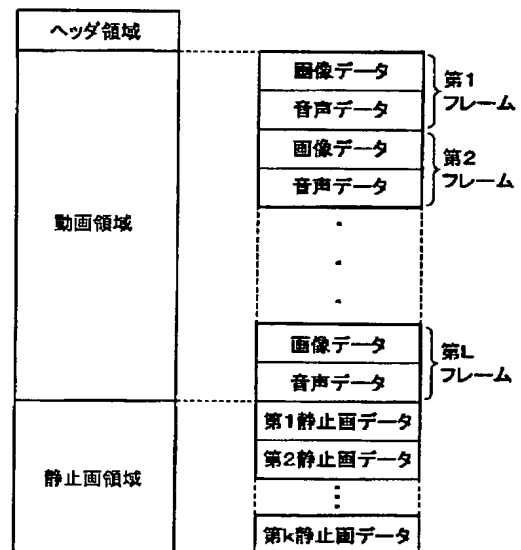 ヘッダ領域
動画領域
静止画領域
画像データ
音声データ
第1
フレーム
画像データ
音声データ
第2
フレーム
画像データ
音声データ
第L
フレーム
第1静止画データ
第2静止画データ
第k静止画データ